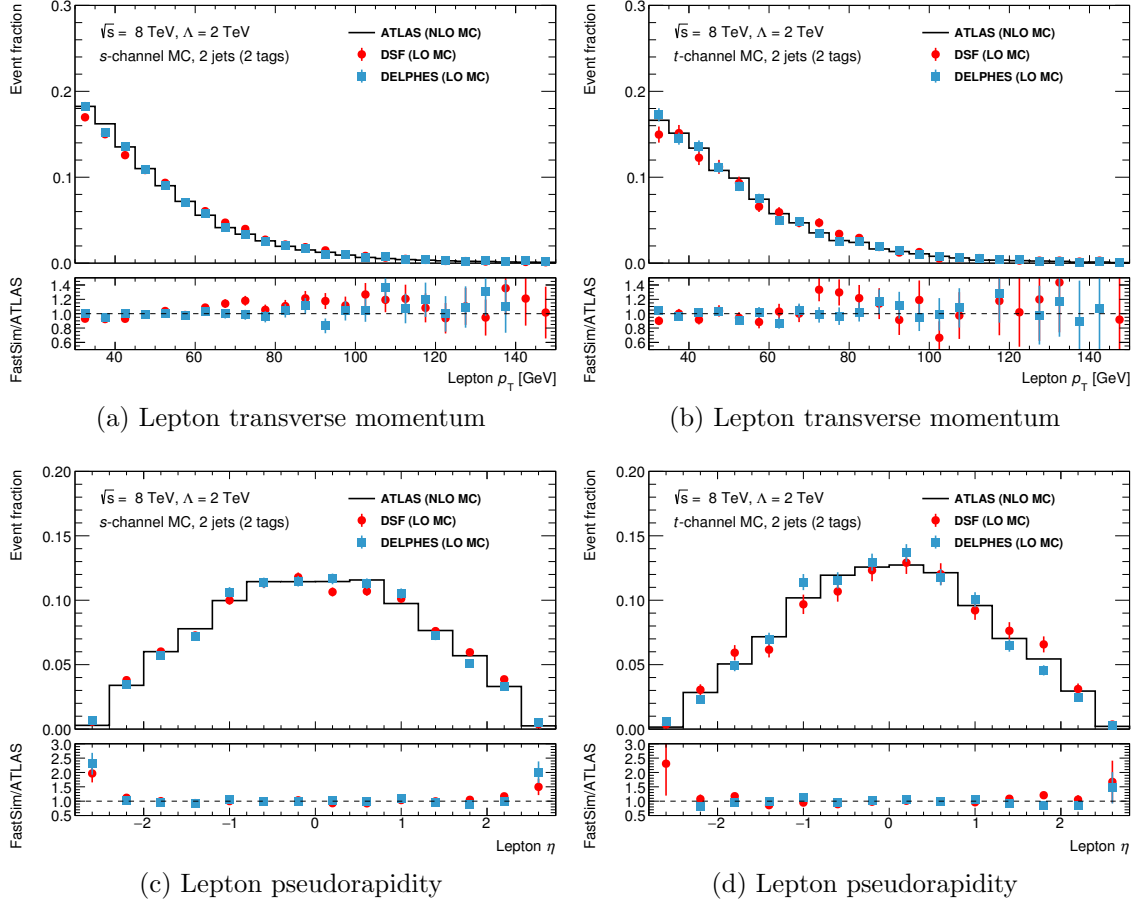 Event fraction
0.3
0.2
0.1
0.0
√s = 8 TeV, Λ = 2 TeV
s-channel MC, 2 jets (2 tags)
ATLAS (NLO MC)
DSF (LO MC)
DELPHES (LO MC)
FastSim/ATLAS
1.4
1.2
1.0
0.8
0.6
40 60 80 100 120 140
Lepton p_T [GeV]
(a) Lepton transverse momentum
Event fraction
0.3
0.2
0.1
0.0
√s = 8 TeV, Λ = 2 TeV
t-channel MC, 2 jets (2 tags)
ATLAS (NLO MC)
DSF (LO MC)
DELPHES (LO MC)
FastSim/ATLAS
1.4
1.2
1.0
0.8
0.6
40 60 80 100 120 140
Lepton p_T [GeV]
(b) Lepton transverse momentum
Event fraction
0.20
0.15
0.10
0.05
0.00
√s = 8 TeV, Λ = 2 TeV
s-channel MC, 2 jets (2 tags)
ATLAS (NLO MC)
DSF (LO MC)
DELPHES (LO MC)
FastSim/ATLAS
3.0
2.5
2.0
1.5
1.0
0.5
−2 −1 0 1 2
Lepton η
(c) Lepton pseudorapidity
Event fraction
0.20
0.15
0.10
0.05
0.00
√s = 8 TeV, Λ = 2 TeV
t-channel MC, 2 jets (2 tags)
ATLAS (NLO MC)
DSF (LO MC)
DELPHES (LO MC)
FastSim/ATLAS
3.0
2.5
2.0
1.5
1.0
0.5
−2 −1 0 1 2
Lepton η
(d) Lepton pseudorapidity